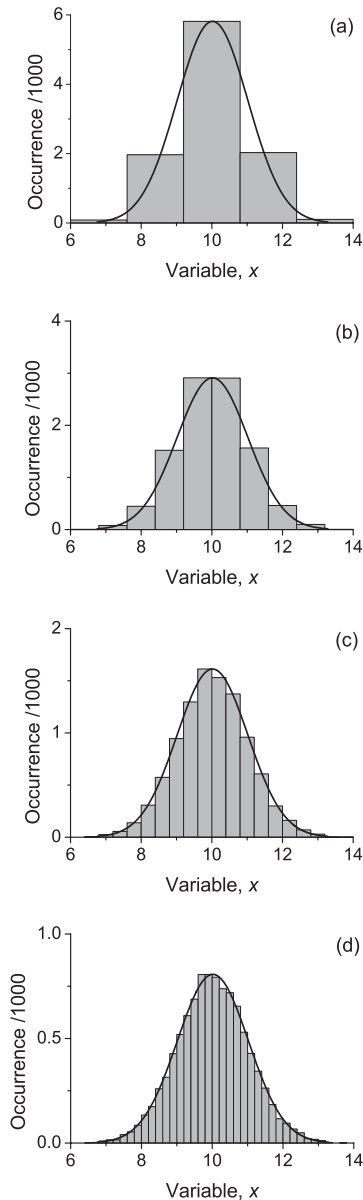 (a)
Occurrence /1000
6
4
2
0
6 8 10 12 14
Variable, x
(b)
Occurrence /1000
4
2
0
6 8 10 12 14
Variable, x
(c)
Occurrence /1000
2
1
0
6 8 10 12 14
Variable, x
(d)
Occurrence /1000
1.0
0.5
0.0
6 8 10 12 14
Variable, x